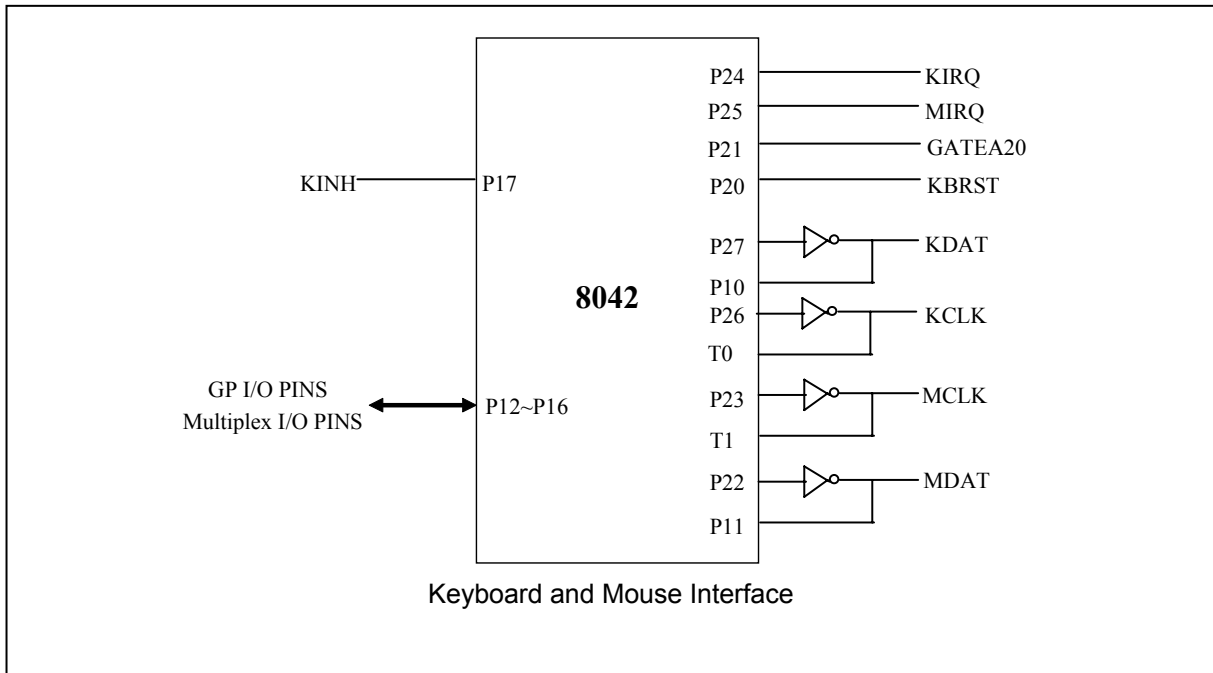 P24 KIRQ
P25 MIRQ
P21 GATEA20
KINH P17 P20 KBRST
P27 KDAT
P10
8042
P26 KCLK
T0
GP I/O PINS
Multiplex I/O PINS
P12~P16
P23 MCLK
T1
P22 MDAT
P11
Keyboard and Mouse Interface